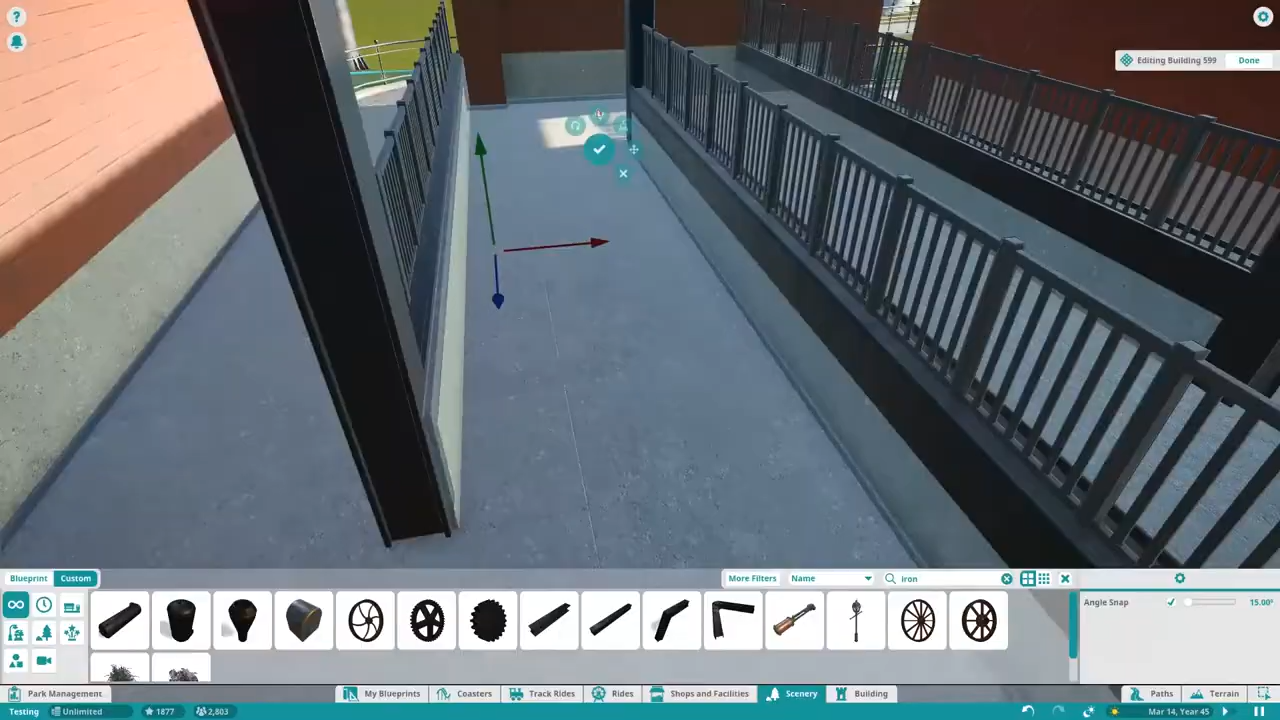 ?
Editing Building 599 Done
Blueprint Custom
More Filters Name iron
Angle Snap 15.00°
Park Management My Blueprints Coasters Track Rides Rides Shops and Facilities Scenery Building Paths Terrain
Testing Unlimited 1877 2,803 Mar 14, Year 45